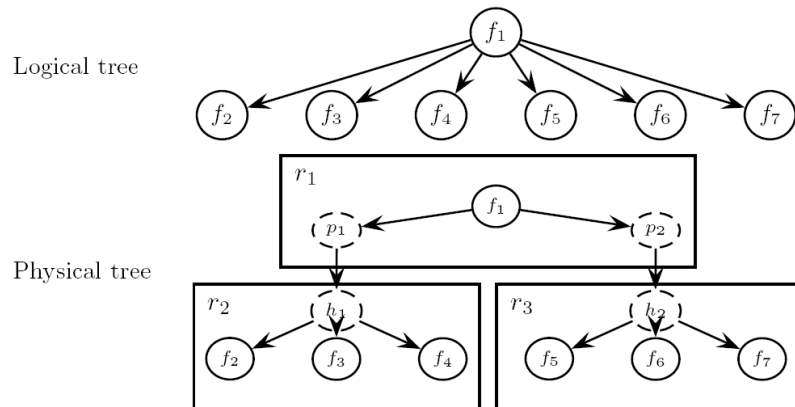 f₁
Logical tree
f₂ f₃ f₄ f₅ f₆ f₇
r₁
f₁
p₁ p₂
Physical tree
r₂ h₁ r₃ h₂
f₂ f₃ f₄ f₅ f₆ f₇